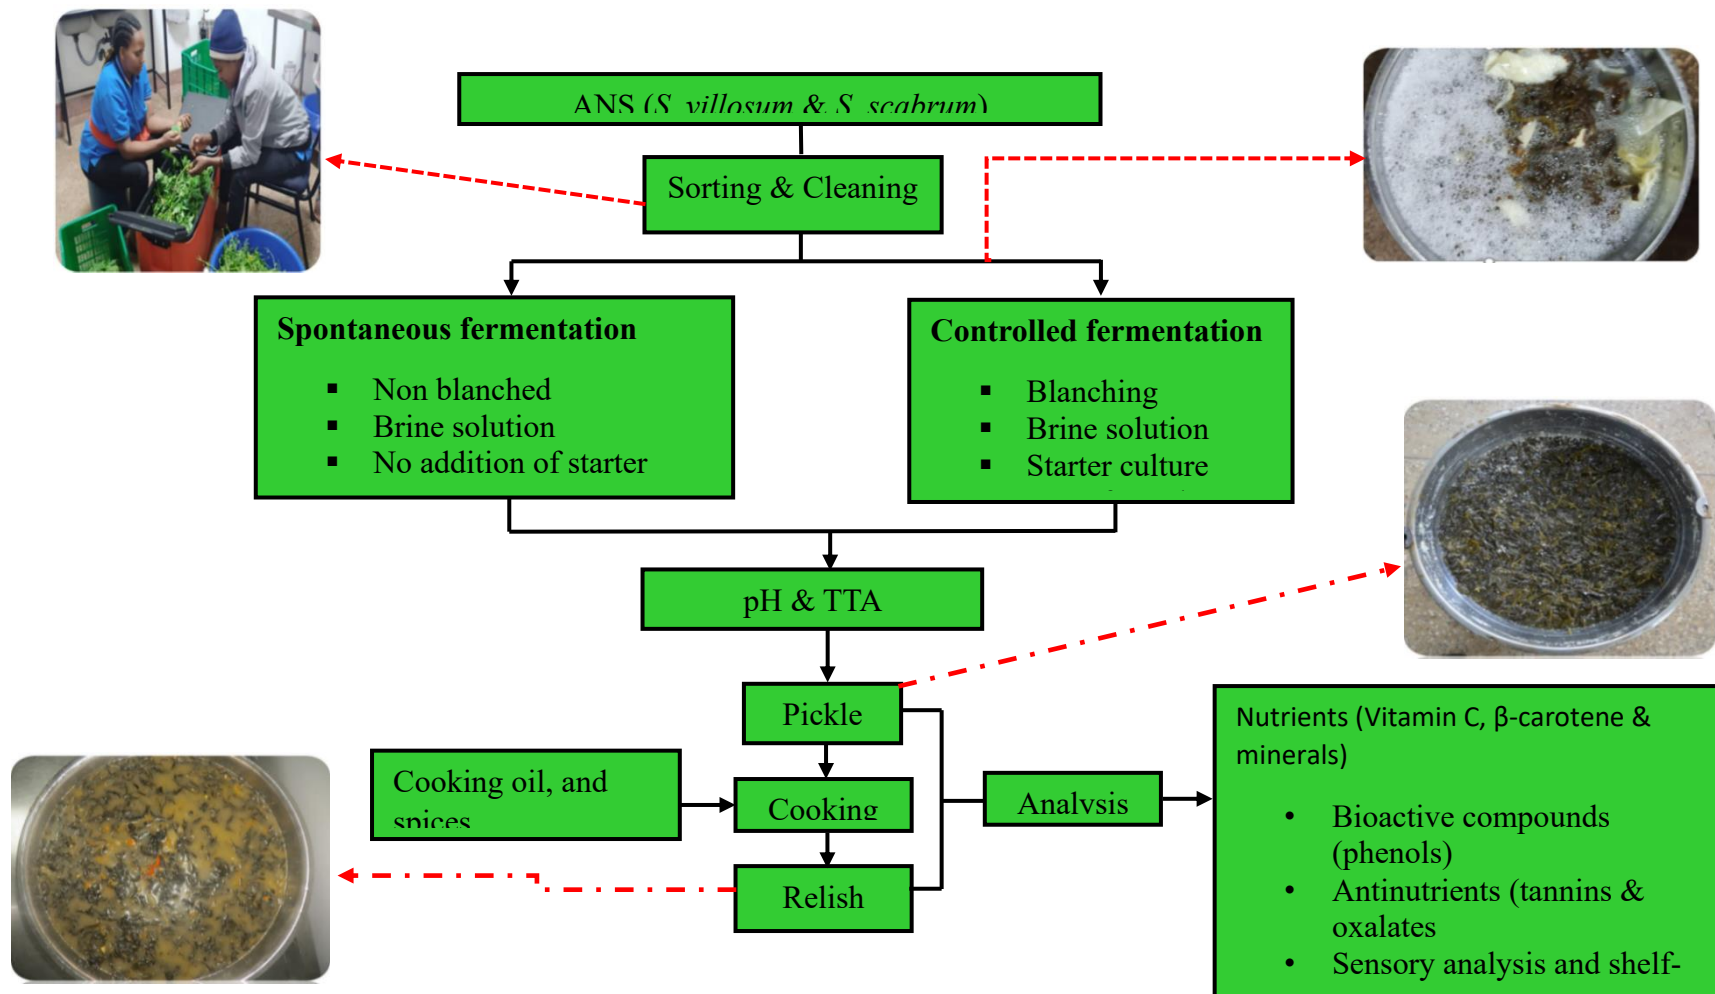 ANS (S. villosum & S. scabrum)
Sorting & Cleaning
Spontaneous fermentation
▪ Non blanched
▪ Brine solution
▪ No addition of starter
Controlled fermentation
▪ Blanching
▪ Brine solution
▪ Starter culture
pH & TTA
Pickle
Cooking oil, and
spices
Cooking
Relish
Analysis
Nutrients (Vitamin C, β-carotene &
minerals)
• Bioactive compounds
(phenols)
• Antinutrients (tannins &
oxalates
• Sensory analysis and shelf-